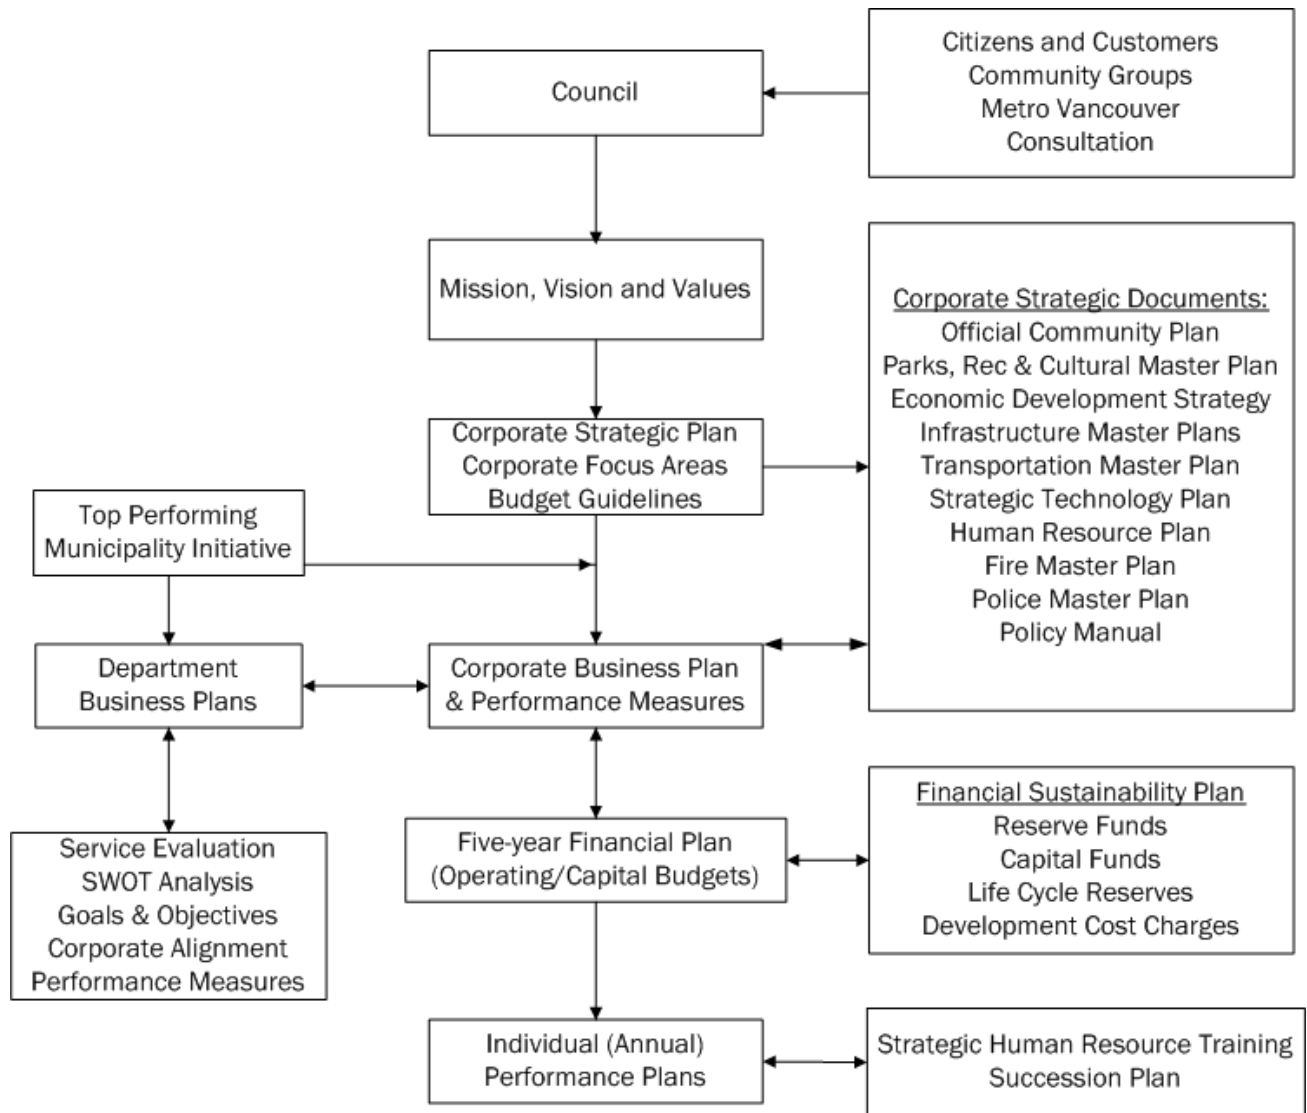 Council
Citizens and Customers
Community Groups
Metro Vancouver
Consultation
Mission, Vision and Values
Corporate Strategic Plan
Corporate Focus Areas
Budget Guidelines
Corporate Strategic Documents:
Official Community Plan
Parks, Rec & Cultural Master Plan
Economic Development Strategy
Infrastructure Master Plans
Transportation Master Plan
Strategic Technology Plan
Human Resource Plan
Fire Master Plan
Police Master Plan
Policy Manual
Top Performing
Municipality Initiative
Department
Business Plans
Corporate Business Plan
& Performance Measures
Service Evaluation
SWOT Analysis
Goals & Objectives
Corporate Alignment
Performance Measures
Five-year Financial Plan
(Operating/Capital Budgets)
Financial Sustainability Plan
Reserve Funds
Capital Funds
Life Cycle Reserves
Development Cost Charges
Individual (Annual)
Performance Plans
Strategic Human Resource Training
Succession Plan